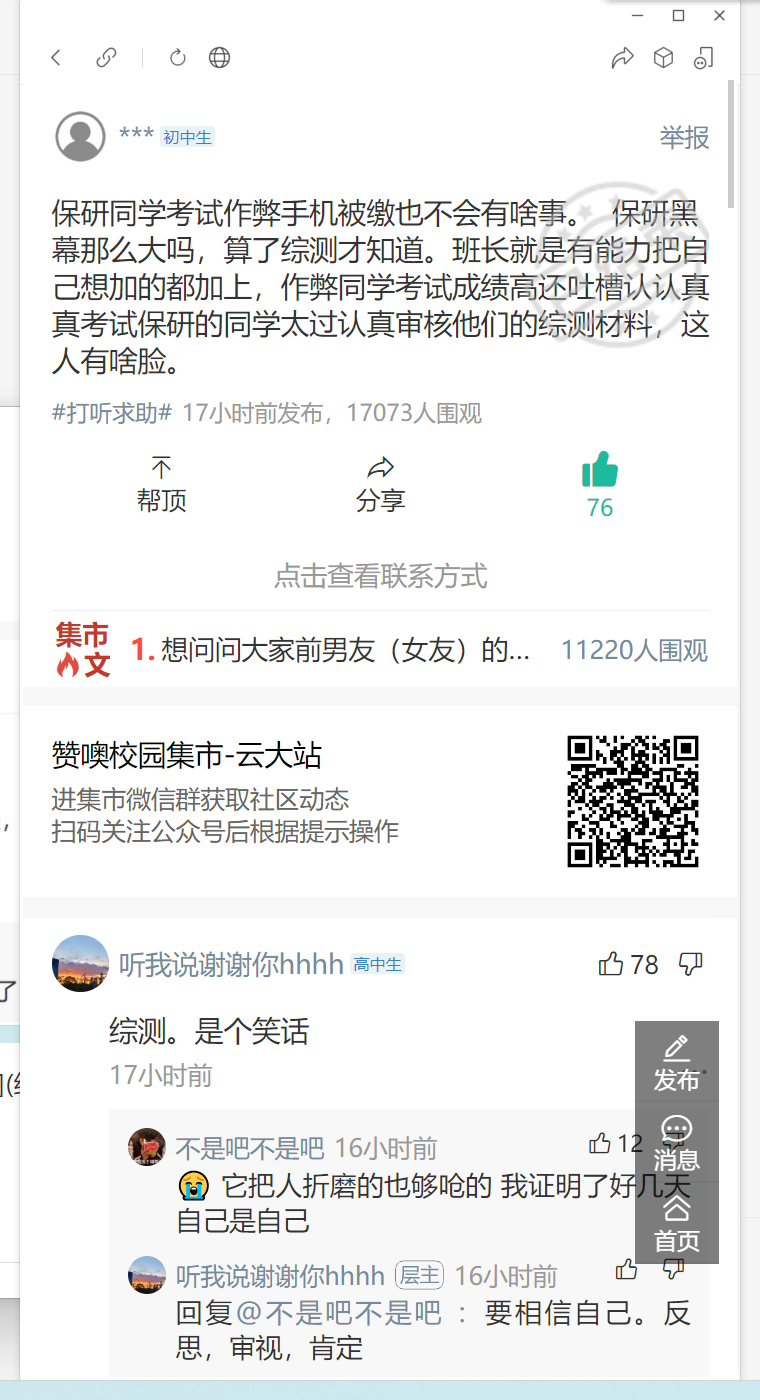 *** 初中生
举报
保研同学考试作弊手机被缴也不会有啥事。 保研黑
幕那么大吗，算了综测才知道。班长就是有能力把自
己想加的都加上，作弊同学考试成绩高还吐槽认认真
真考试保研的同学太过认真审核他们的综测材料，这
人有啥脸。
#打听求助# 17小时前发布，17073人围观
帮顶
分享
76
点击查看联系方式
集市
文
1. 想问问大家前男友（女友）的... 11220人围观
赞噢校园集市-云大站
进集市微信群获取社区动态
扫码关注公众号后根据提示操作
听我说谢谢你hhhh 高中生
78
综测。是个笑话
17小时前
发布
消息
首页
不是吧不是吧 16小时前
12
😭 它把人折磨的也够呛的 我证明了好几天
自己是自己
听我说谢谢你hhhh 层主 16小时前
回复@不是吧不是吧 ： 要相信自己。反
思，审视，肯定
了